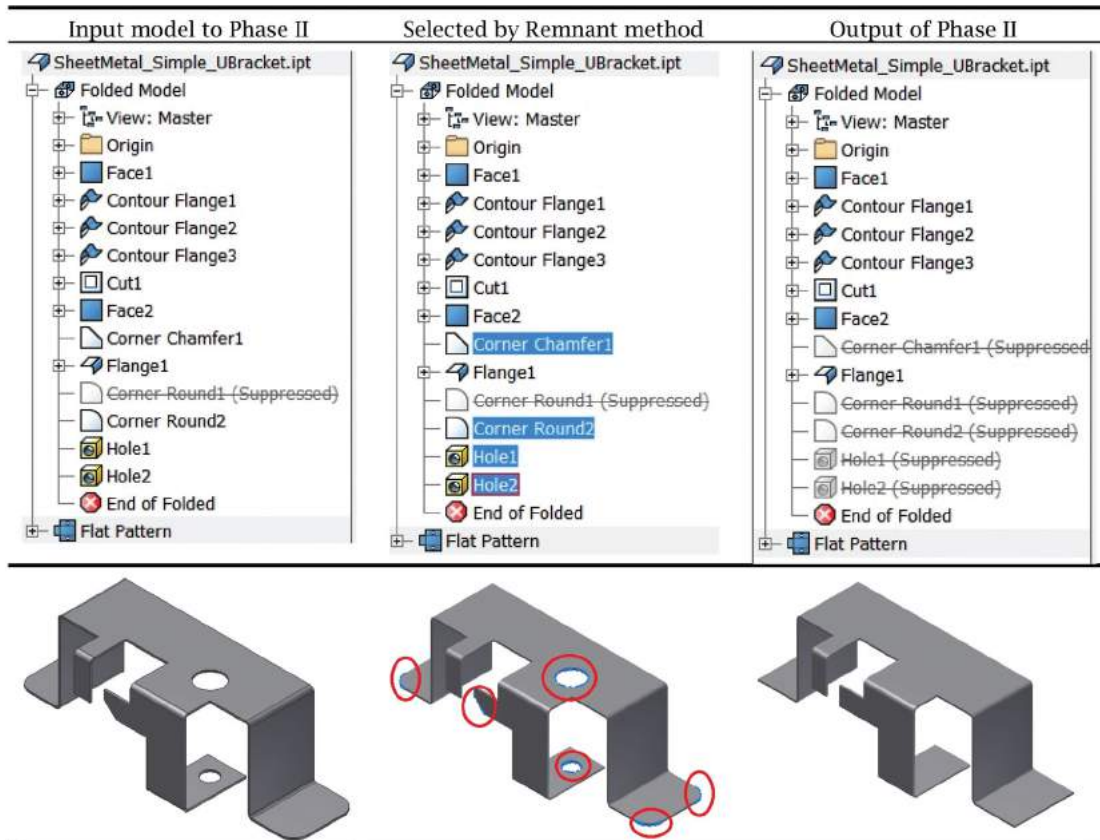 Input model to Phase II
Selected by Remnant method
Output of Phase II
SheetMetal_Simple_UBracket.ipt
Folded Model
View: Master
Origin
Face1
Contour Flange1
Contour Flange2
Contour Flange3
Cut1
Face2
Corner Chamfer1
Flange1
Corner Round1 (Suppressed)
Corner Round2
Hole1
Hole2
End of Folded
Flat Pattern
SheetMetal_Simple_UBracket.ipt
Folded Model
View: Master
Origin
Face1
Contour Flange1
Contour Flange2
Contour Flange3
Cut1
Face2
Corner Chamfer1
Flange1
Corner Round1 (Suppressed)
Corner Round2
Hole1
Hole2
End of Folded
Flat Pattern
SheetMetal_Simple_UBracket.ipt
Folded Model
View: Master
Origin
Face1
Contour Flange1
Contour Flange2
Contour Flange3
Cut1
Face2
Corner Chamfer1 (Suppressed
Flange1
Corner Round1 (Suppressed)
Corner Round2 (Suppressed)
Hole1 (Suppressed)
Hole2 (Suppressed)
End of Folded
Flat Pattern